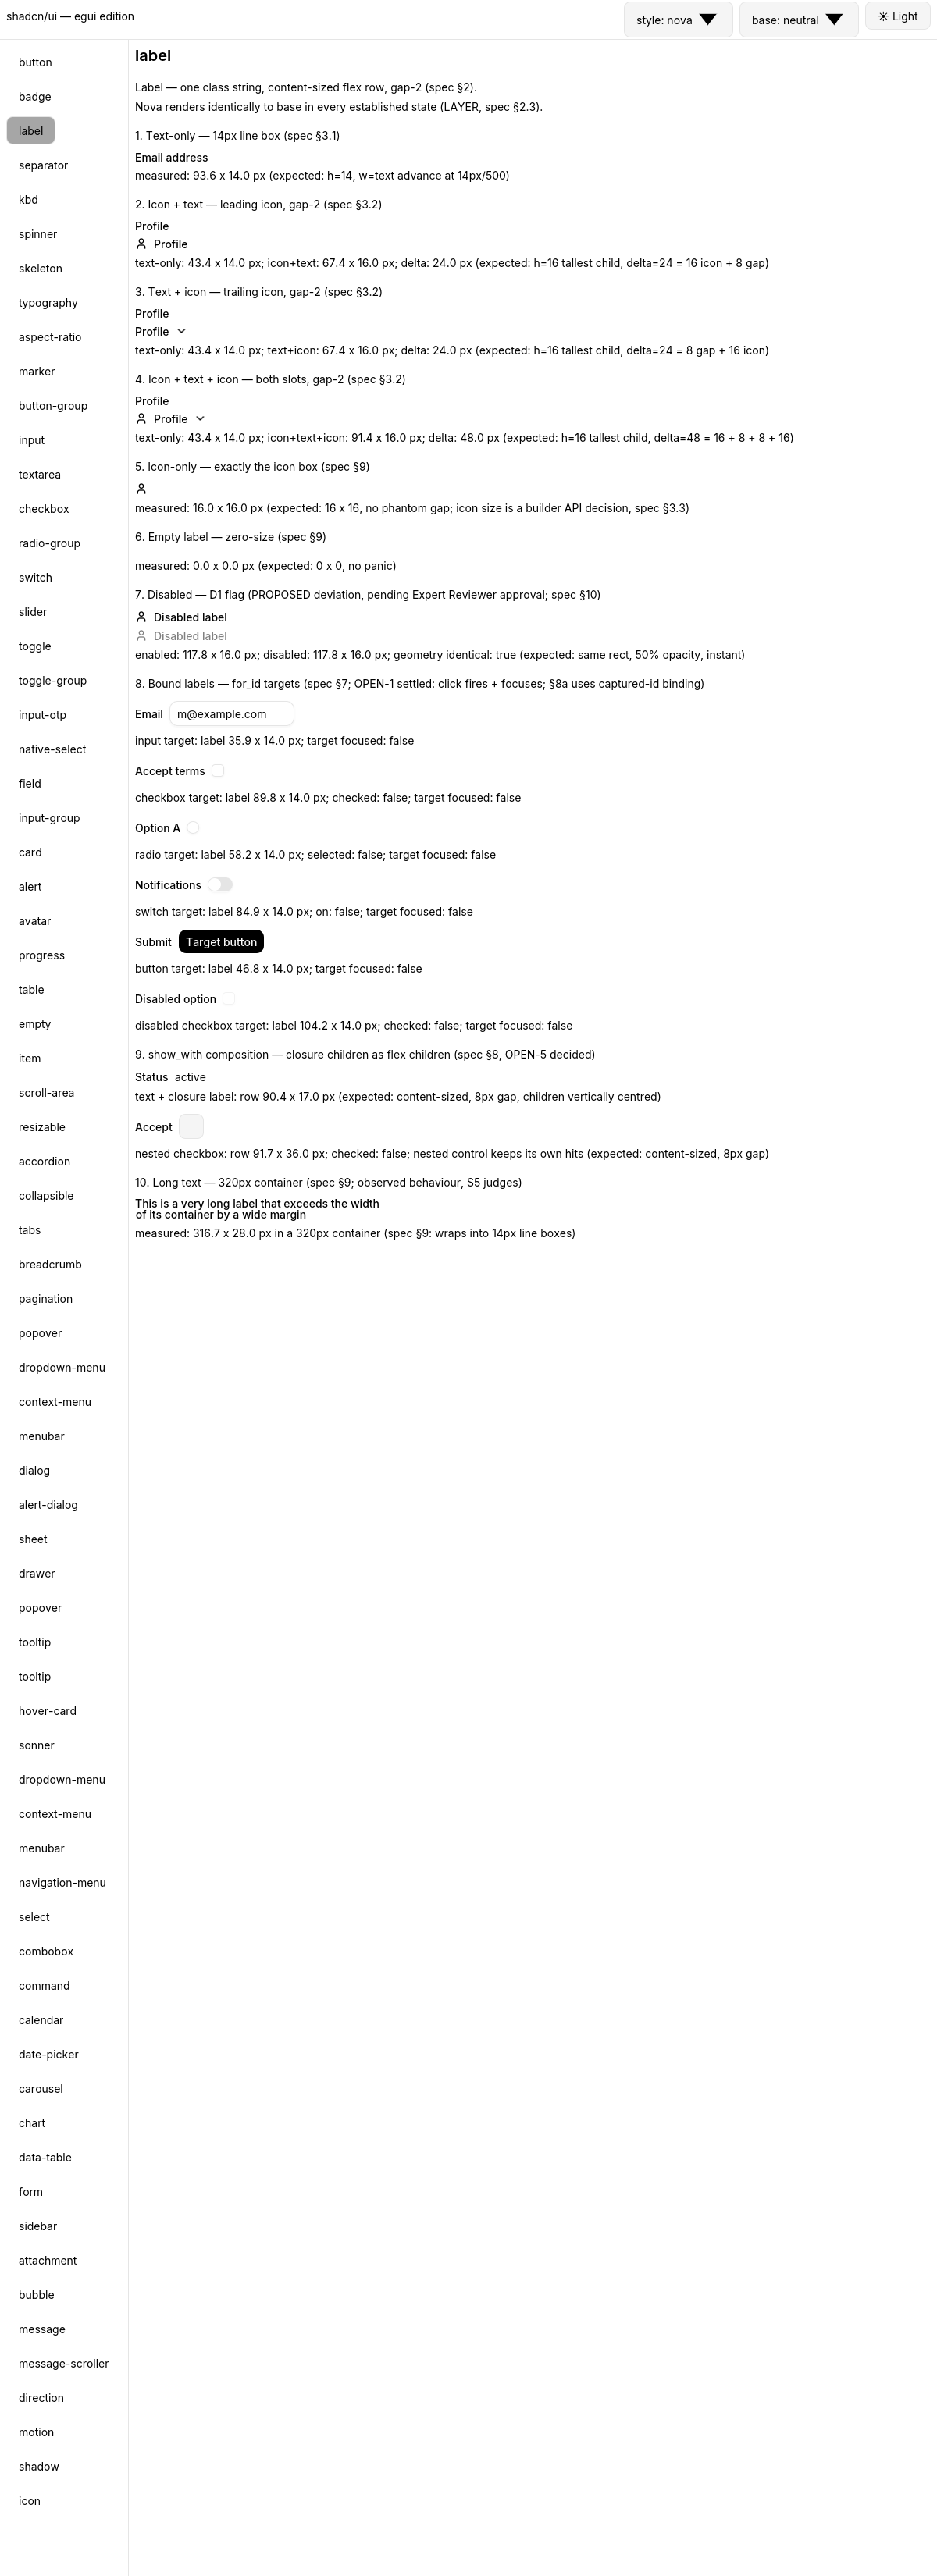 shadcn/ui — egui edition
style: nova
base: neutral
☀ Light
button
badge
label
separator
kbd
spinner
skeleton
typography
aspect-ratio
marker
button-group
input
textarea
checkbox
radio-group
switch
slider
toggle
toggle-group
input-otp
native-select
field
input-group
card
alert
avatar
progress
table
empty
item
scroll-area
resizable
accordion
collapsible
tabs
breadcrumb
pagination
popover
dropdown-menu
context-menu
menubar
dialog
alert-dialog
sheet
drawer
popover
tooltip
tooltip
hover-card
sonner
dropdown-menu
context-menu
menubar
navigation-menu
select
combobox
command
calendar
date-picker
carousel
chart
data-table
form
sidebar
attachment
bubble
message
message-scroller
direction
motion
shadow
icon
label
Label — one class string, content-sized flex row, gap-2 (spec §2).
Nova renders identically to base in every established state (LAYER, spec §2.3).
1. Text-only — 14px line box (spec §3.1)
Email address
measured: 93.6 x 14.0 px (expected: h=14, w=text advance at 14px/500)
2. Icon + text — leading icon, gap-2 (spec §3.2)
Profile
Profile
text-only: 43.4 x 14.0 px; icon+text: 67.4 x 16.0 px; delta: 24.0 px (expected: h=16 tallest child, delta=24 = 16 icon + 8 gap)
3. Text + icon — trailing icon, gap-2 (spec §3.2)
Profile
Profile
text-only: 43.4 x 14.0 px; text+icon: 67.4 x 16.0 px; delta: 24.0 px (expected: h=16 tallest child, delta=24 = 8 gap + 16 icon)
4. Icon + text + icon — both slots, gap-2 (spec §3.2)
Profile
Profile
text-only: 43.4 x 14.0 px; icon+text+icon: 91.4 x 16.0 px; delta: 48.0 px (expected: h=16 tallest child, delta=48 = 16 + 8 + 8 + 16)
5. Icon-only — exactly the icon box (spec §9)
measured: 16.0 x 16.0 px (expected: 16 x 16, no phantom gap; icon size is a builder API decision, spec §3.3)
6. Empty label — zero-size (spec §9)
measured: 0.0 x 0.0 px (expected: 0 x 0, no panic)
7. Disabled — D1 flag (PROPOSED deviation, pending Expert Reviewer approval; spec §10)
Disabled label
Disabled label
enabled: 117.8 x 16.0 px; disabled: 117.8 x 16.0 px; geometry identical: true (expected: same rect, 50% opacity, instant)
8. Bound labels — for_id targets (spec §7; OPEN-1 settled: click fires + focuses; §8a uses captured-id binding)
Email m@example.com
input target: label 35.9 x 14.0 px; target focused: false
Accept terms
checkbox target: label 89.8 x 14.0 px; checked: false; target focused: false
Option A
radio target: label 58.2 x 14.0 px; selected: false; target focused: false
Notifications
switch target: label 84.9 x 14.0 px; on: false; target focused: false
Submit Target button
button target: label 46.8 x 14.0 px; target focused: false
Disabled option
disabled checkbox target: label 104.2 x 14.0 px; checked: false; target focused: false
9. show_with composition — closure children as flex children (spec §8, OPEN-5 decided)
Status active
text + closure label: row 90.4 x 17.0 px (expected: content-sized, 8px gap, children vertically centred)
Accept
nested checkbox: row 91.7 x 36.0 px; checked: false; nested control keeps its own hits (expected: content-sized, 8px gap)
10. Long text — 320px container (spec §9; observed behaviour, S5 judges)
This is a very long label that exceeds the width
of its container by a wide margin
measured: 316.7 x 28.0 px in a 320px container (spec §9: wraps into 14px line boxes)